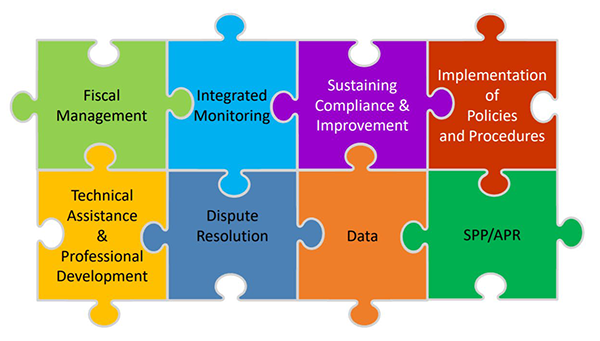 Fiscal
Management
Integrated
Monitoring
Sustaining
Compliance &
Improvement
Implementation
of
Policies
and Procedures
Technical
Assistance
&
Professional
Development
Dispute
Resolution
Data
SPP/APR